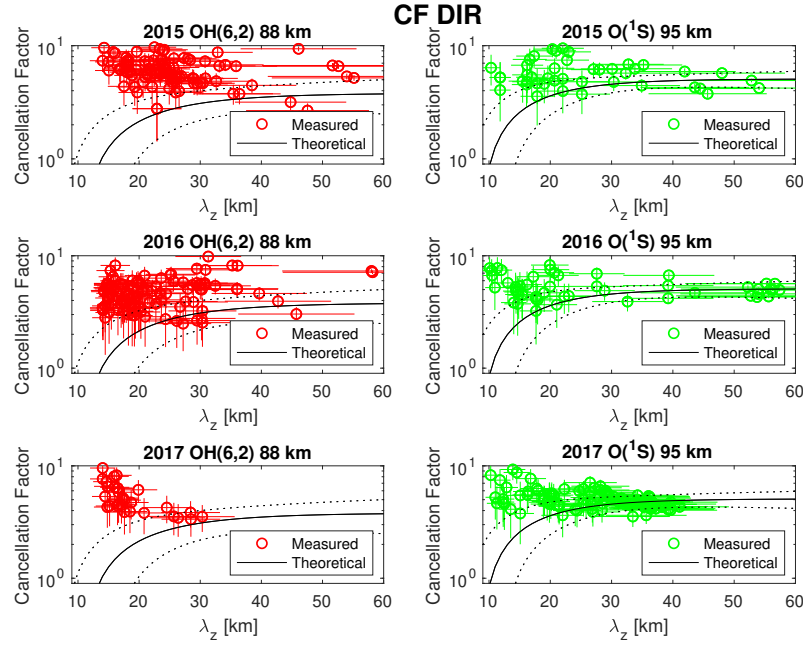 CF DIR
2015 OH(6,2) 88 km
10^1
10^0
Cancellation Factor
Measured
Theoretical
10 20 30 40 50 60
λ_z [km]
2015 O(^1S) 95 km
10^1
10^0
Cancellation Factor
Measured
Theoretical
10 20 30 40 50 60
λ_z [km]
2016 OH(6,2) 88 km
10^1
10^0
Cancellation Factor
Measured
Theoretical
10 20 30 40 50 60
λ_z [km]
2016 O(^1S) 95 km
10^1
10^0
Cancellation Factor
Measured
Theoretical
10 20 30 40 50 60
λ_z [km]
2017 OH(6,2) 88 km
10^1
10^0
Cancellation Factor
Measured
Theoretical
10 20 30 40 50 60
λ_z [km]
2017 O(^1S) 95 km
10^1
10^0
Cancellation Factor
Measured
Theoretical
10 20 30 40 50 60
λ_z [km]